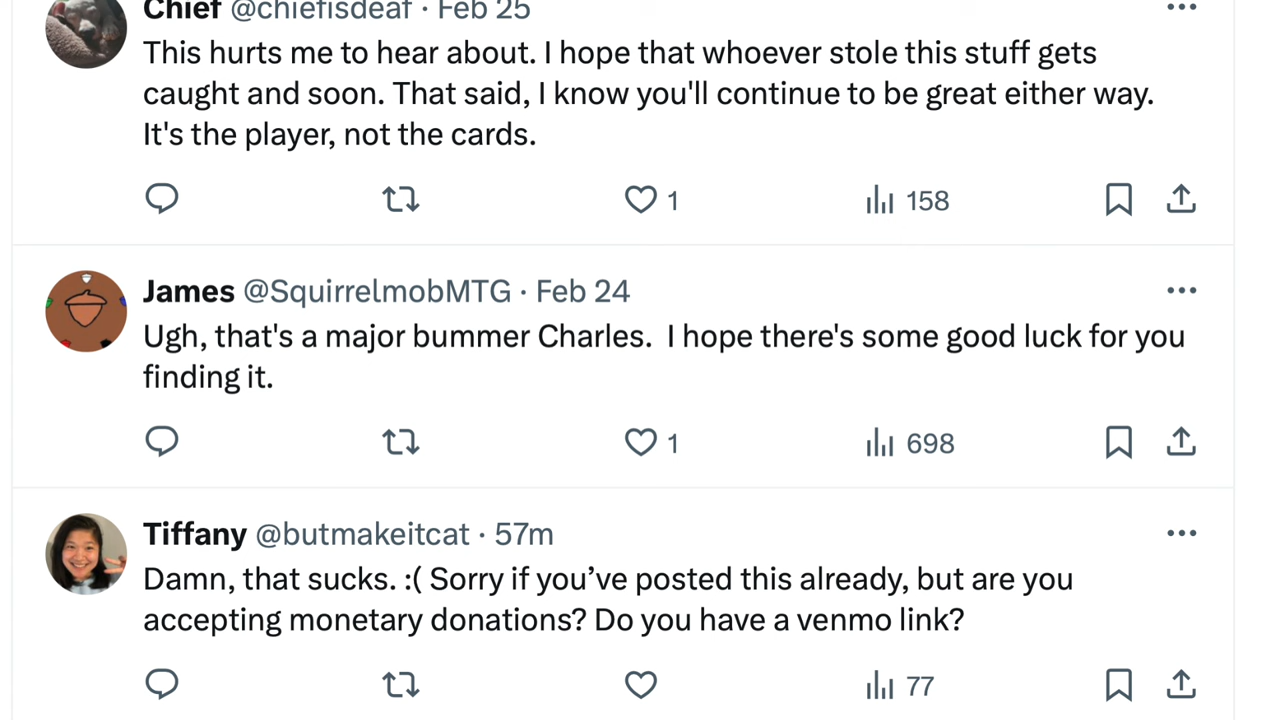 Chief @chiefisdeaf · Feb 25
This hurts me to hear about. I hope that whoever stole this stuff gets
caught and soon. That said, I know you'll continue to be great either way.
It's the player, not the cards.
1 158
James @SquirrelmobMTG · Feb 24
Ugh, that's a major bummer Charles.  I hope there's some good luck for you
finding it.
1 698
Tiffany @butmakeitcat · 57m
Damn, that sucks. :( Sorry if you’ve posted this already, but are you
accepting monetary donations? Do you have a venmo link?
77